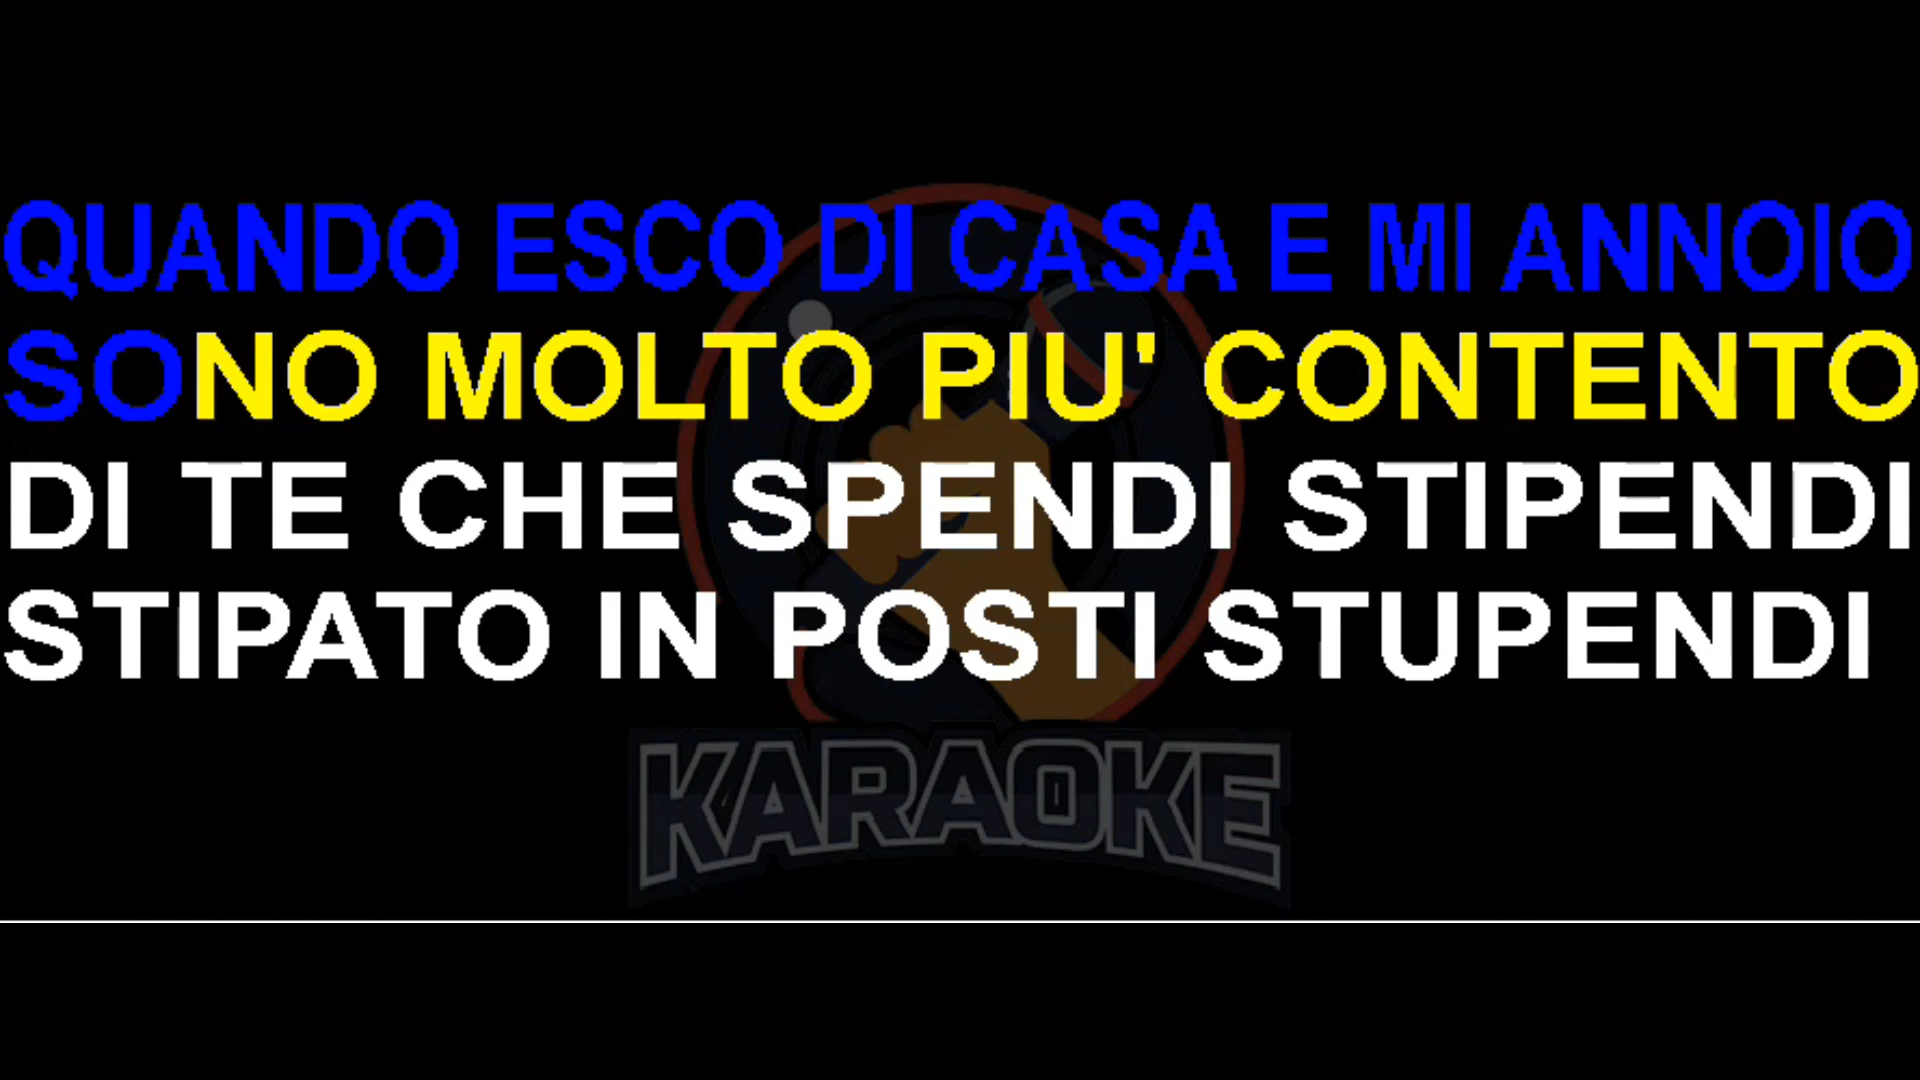 QUANDO ESCO DI CASA E MI ANNOIO
SONO MOLTO PIU' CONTENTO
DI TE CHE SPENDI STIPENDI
STIPATO IN POSTI STUPENDI
KARAOKE